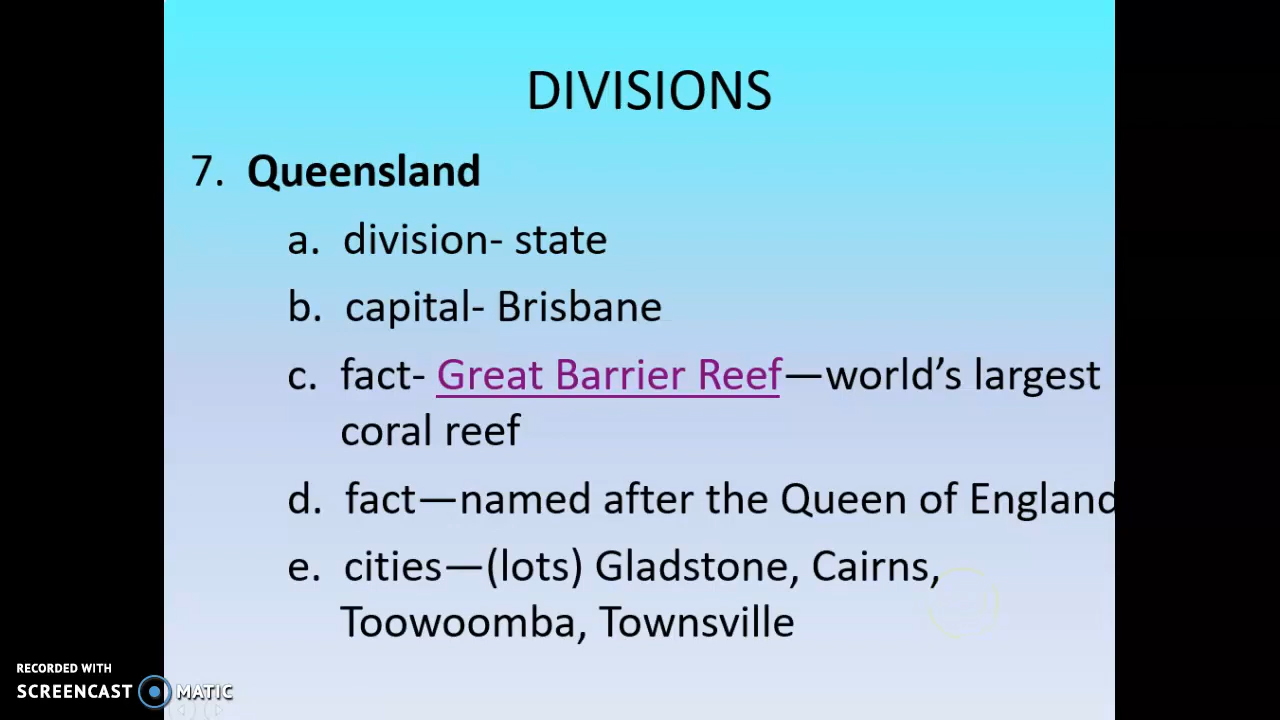 DIVISIONS
7. Queensland
a. division- state
b. capital- Brisbane
c. fact- Great Barrier Reef—world’s largest
coral reef
d. fact—named after the Queen of England
e. cities—(lots) Gladstone, Cairns,
Toowoomba, Townsville
RECORDED WITH
SCREENCAST MATIC